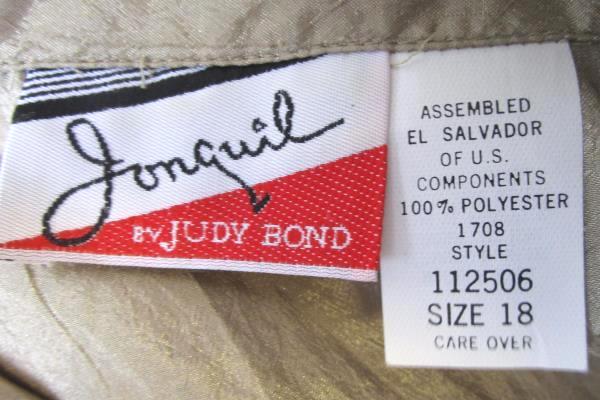 Jonquil
BY JUDY BOND
ASSEMBLED
EL SALVADOR
OF U.S.
COMPONENTS
100% POLYESTER
1708
STYLE
112506
SIZE 18
CARE OVER